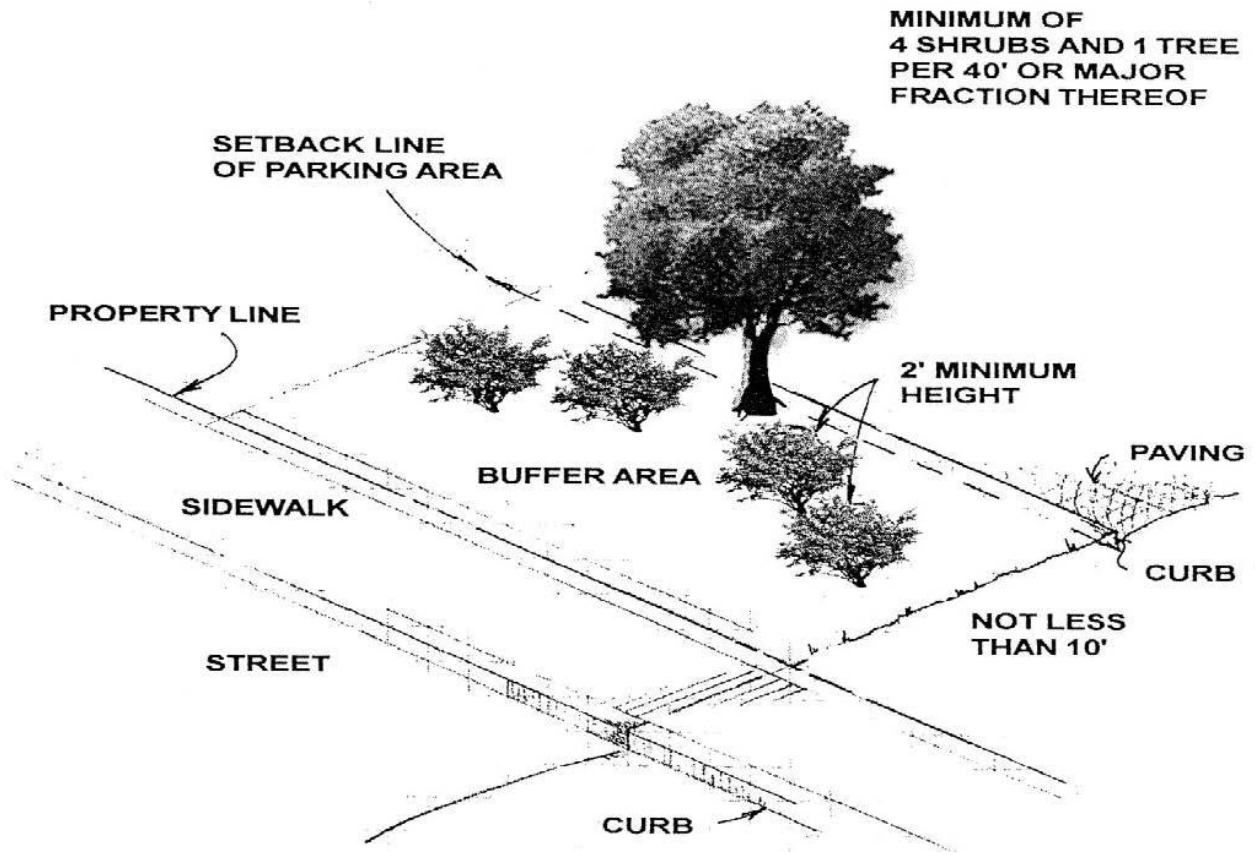 MINIMUM OF
4 SHRUBS AND 1 TREE
PER 40' OR MAJOR
FRACTION THEREOF
SETBACK LINE
OF PARKING AREA
PROPERTY LINE
2' MINIMUM
HEIGHT
PAVING
BUFFER AREA
SIDEWALK
CURB
NOT LESS
THAN 10'
STREET
CURB